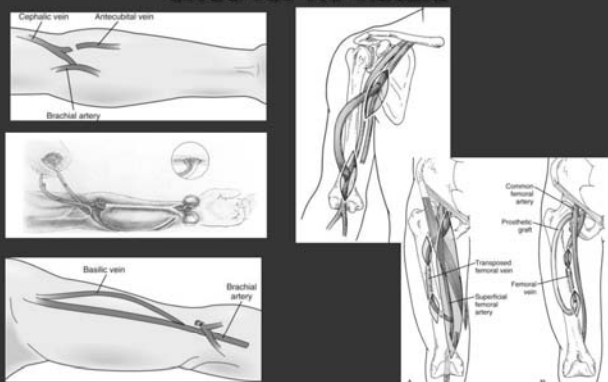 Cephalic vein
Antecubital vein
Brachial artery
Basilic vein
Brachial
artery
Transposed
femoral vein
Superficial
femoral
artery
Common
femoral
artery
Prosthetic
graft
Femoral
vein